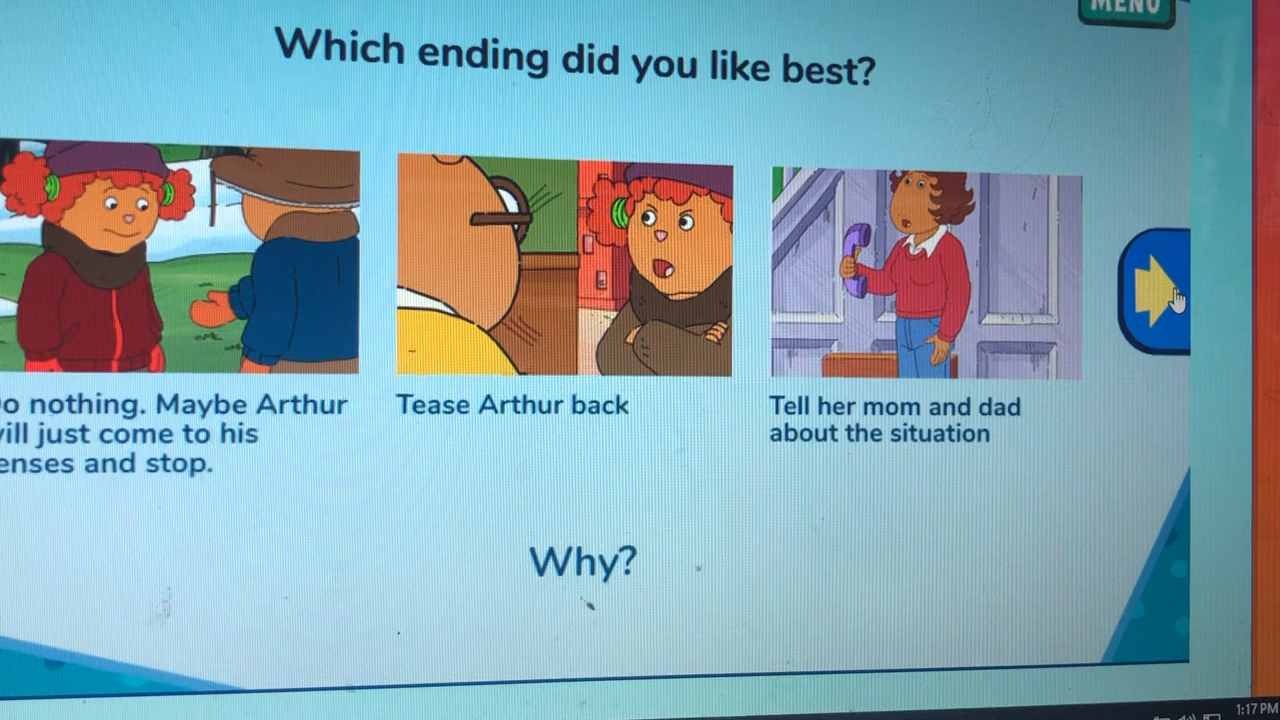 MENU
Which ending did you like best?
o nothing. Maybe Arthur
ill just come to his
enses and stop.
Tease Arthur back
Tell her mom and dad
about the situation
Why?
1:17 PM